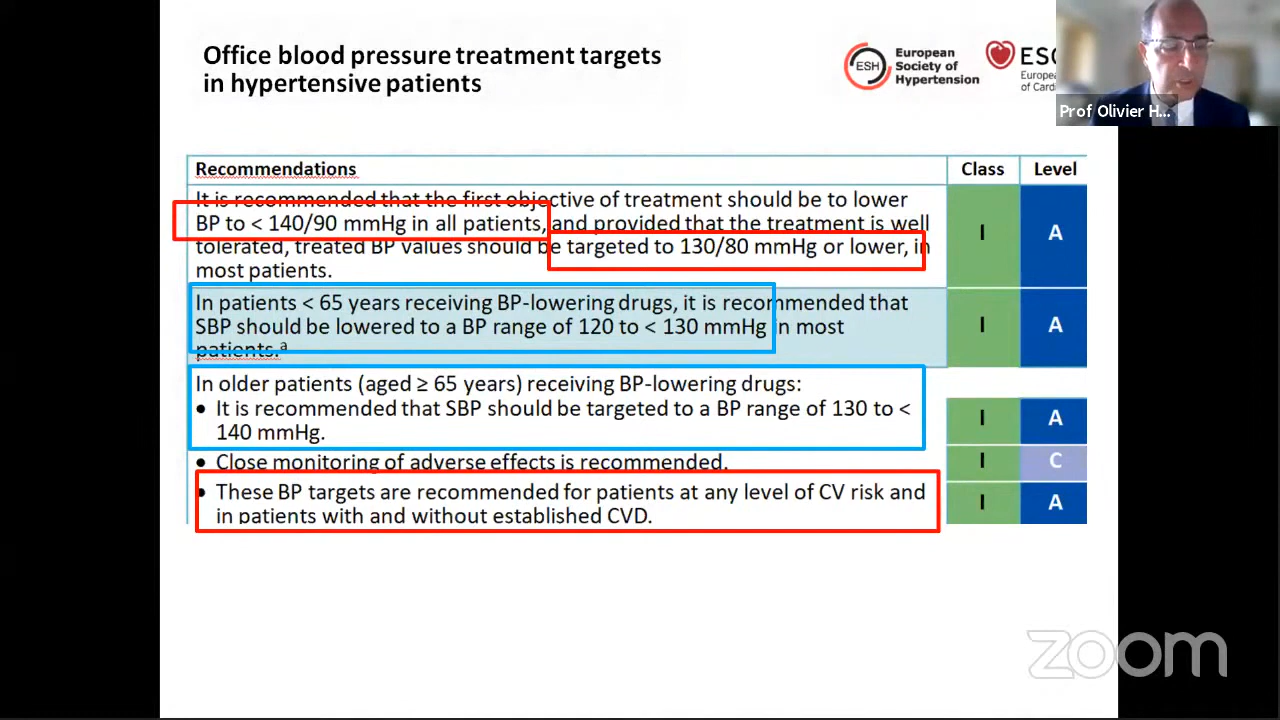 Office blood pressure treatment targets
in hypertensive patients
ESH
European
Society of
Hypertension
ESC
Europe
of Cardi
Prof Olivier H...
Recommendations
Class
Level
It is recommended that the first objective of treatment should be to lower
BP to < 140/90 mmHg in all patients, and provided that the treatment is well
tolerated, treated BP values should be targeted to 130/80 mmHg or lower, in
most patients.
I
A
In patients < 65 years receiving BP-lowering drugs, it is recommended that
SBP should be lowered to a BP range of 120 to < 130 mmHg in most
patients.ª
I
A
In older patients (aged ≥ 65 years) receiving BP-lowering drugs:
• It is recommended that SBP should be targeted to a BP range of 130 to <
140 mmHg.
I
A
• Close monitoring of adverse effects is recommended.
I
C
• These BP targets are recommended for patients at any level of CV risk and
in patients with and without established CVD.
I
A
zoom